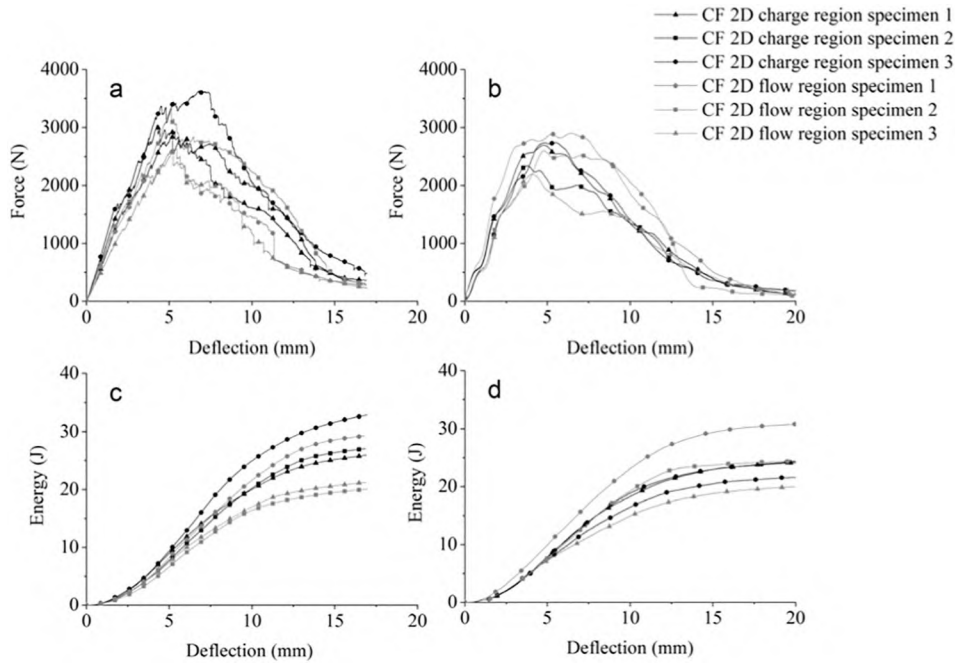 CF 2D charge region specimen 1
CF 2D charge region specimen 2
CF 2D charge region specimen 3
CF 2D flow region specimen 1
CF 2D flow region specimen 2
CF 2D flow region specimen 3
a
Force (N)
4000
3000
2000
1000
0
0 5 10 15 20
Deflection (mm)
b
Force (N)
4000
3000
2000
1000
0
0 5 10 15 20
Deflection (mm)
c
Energy (J)
40
30
20
10
0
0 5 10 15 20
Deflection (mm)
d
Energy (J)
40
30
20
10
0
0 5 10 15 20
Deflection (mm)